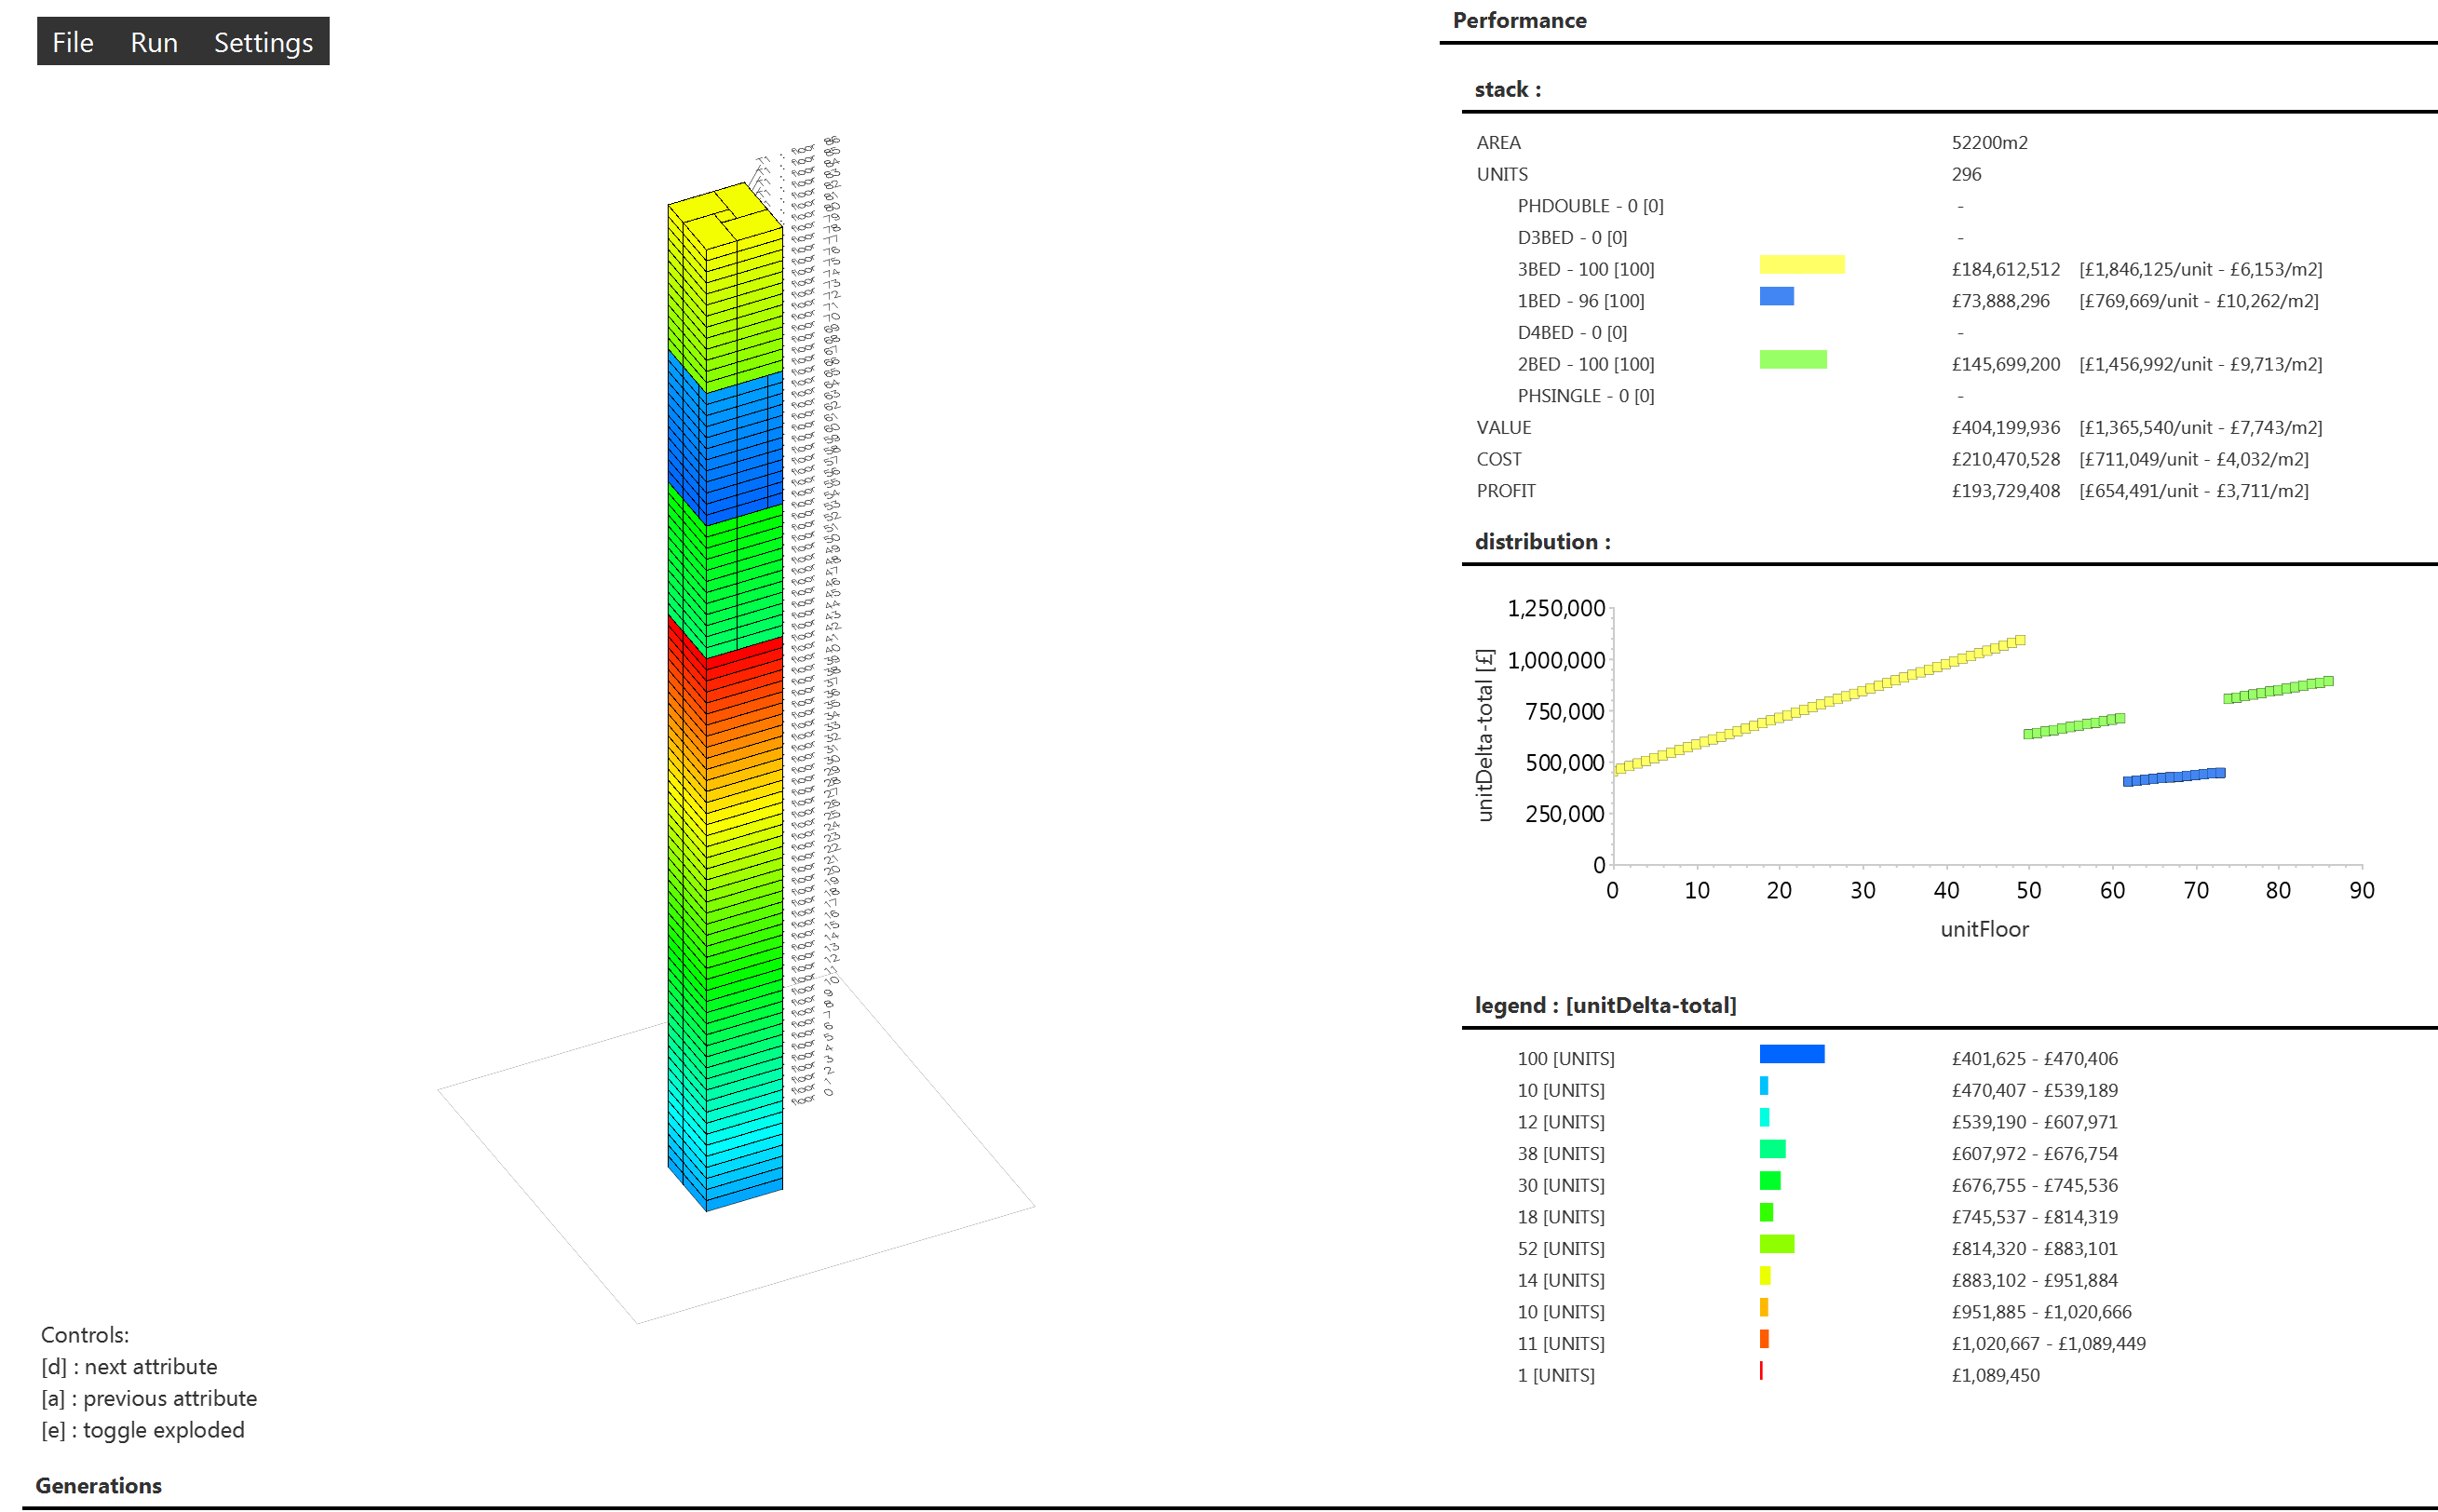 File Run Settings
Performance
stack :
AREA 52200m2
UNITS 296
PHDOUBLE - 0 [0] -
D3BED - 0 [0] -
3BED - 100 [100] £184,612,512 [£1,846,125/unit - £6,153/m2]
1BED - 96 [100] £73,888,296 [£769,669/unit - £10,262/m2]
D4BED - 0 [0] -
2BED - 100 [100] £145,699,200 [£1,456,992/unit - £9,713/m2]
PHSINGLE - 0 [0] -
VALUE £404,199,936 [£1,365,540/unit - £7,743/m2]
COST £210,470,528 [£711,049/unit - £4,032/m2]
PROFIT £193,729,408 [£654,491/unit - £3,711/m2]
distribution :
unitDelta-total [£]
1,250,000
1,000,000
750,000
500,000
250,000
0
0 10 20 30 40 50 60 70 80 90
unitFloor
legend : [unitDelta-total]
100 [UNITS] £401,625 - £470,406
10 [UNITS] £470,407 - £539,189
12 [UNITS] £539,190 - £607,971
38 [UNITS] £607,972 - £676,754
30 [UNITS] £676,755 - £745,536
18 [UNITS] £745,537 - £814,319
52 [UNITS] £814,320 - £883,101
14 [UNITS] £883,102 - £951,884
10 [UNITS] £951,885 - £1,020,666
11 [UNITS] £1,020,667 - £1,089,449
1 [UNITS] £1,089,450
Controls:
[d] : next attribute
[a] : previous attribute
[e] : toggle exploded
Generations